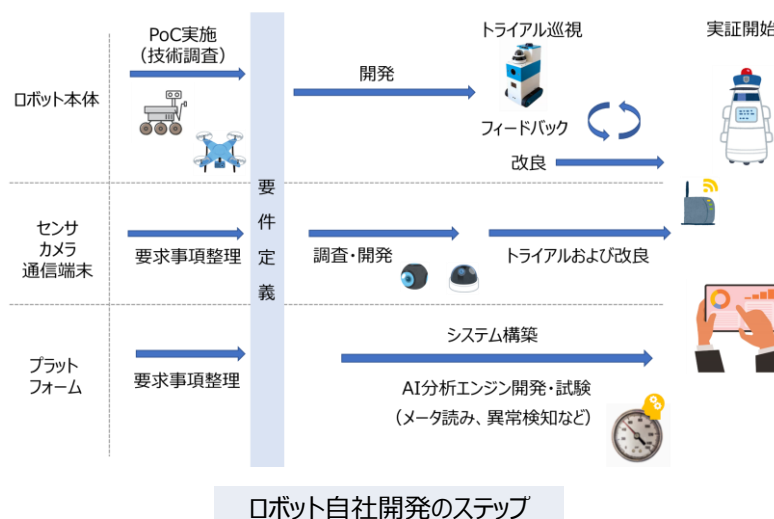 PoC実施
（技術調査）
トライアル巡視
実証開始
ロボット本体
開発
フィードバック
改良
要件定義
センサ
カメラ
通信端末
要求事項整理
調査・開発
トライアルおよび改良
プラット
フォーム
要求事項整理
システム構築
AI分析エンジン開発・試験
（メータ読み、異常検知など）
ロボット自社開発のステップ